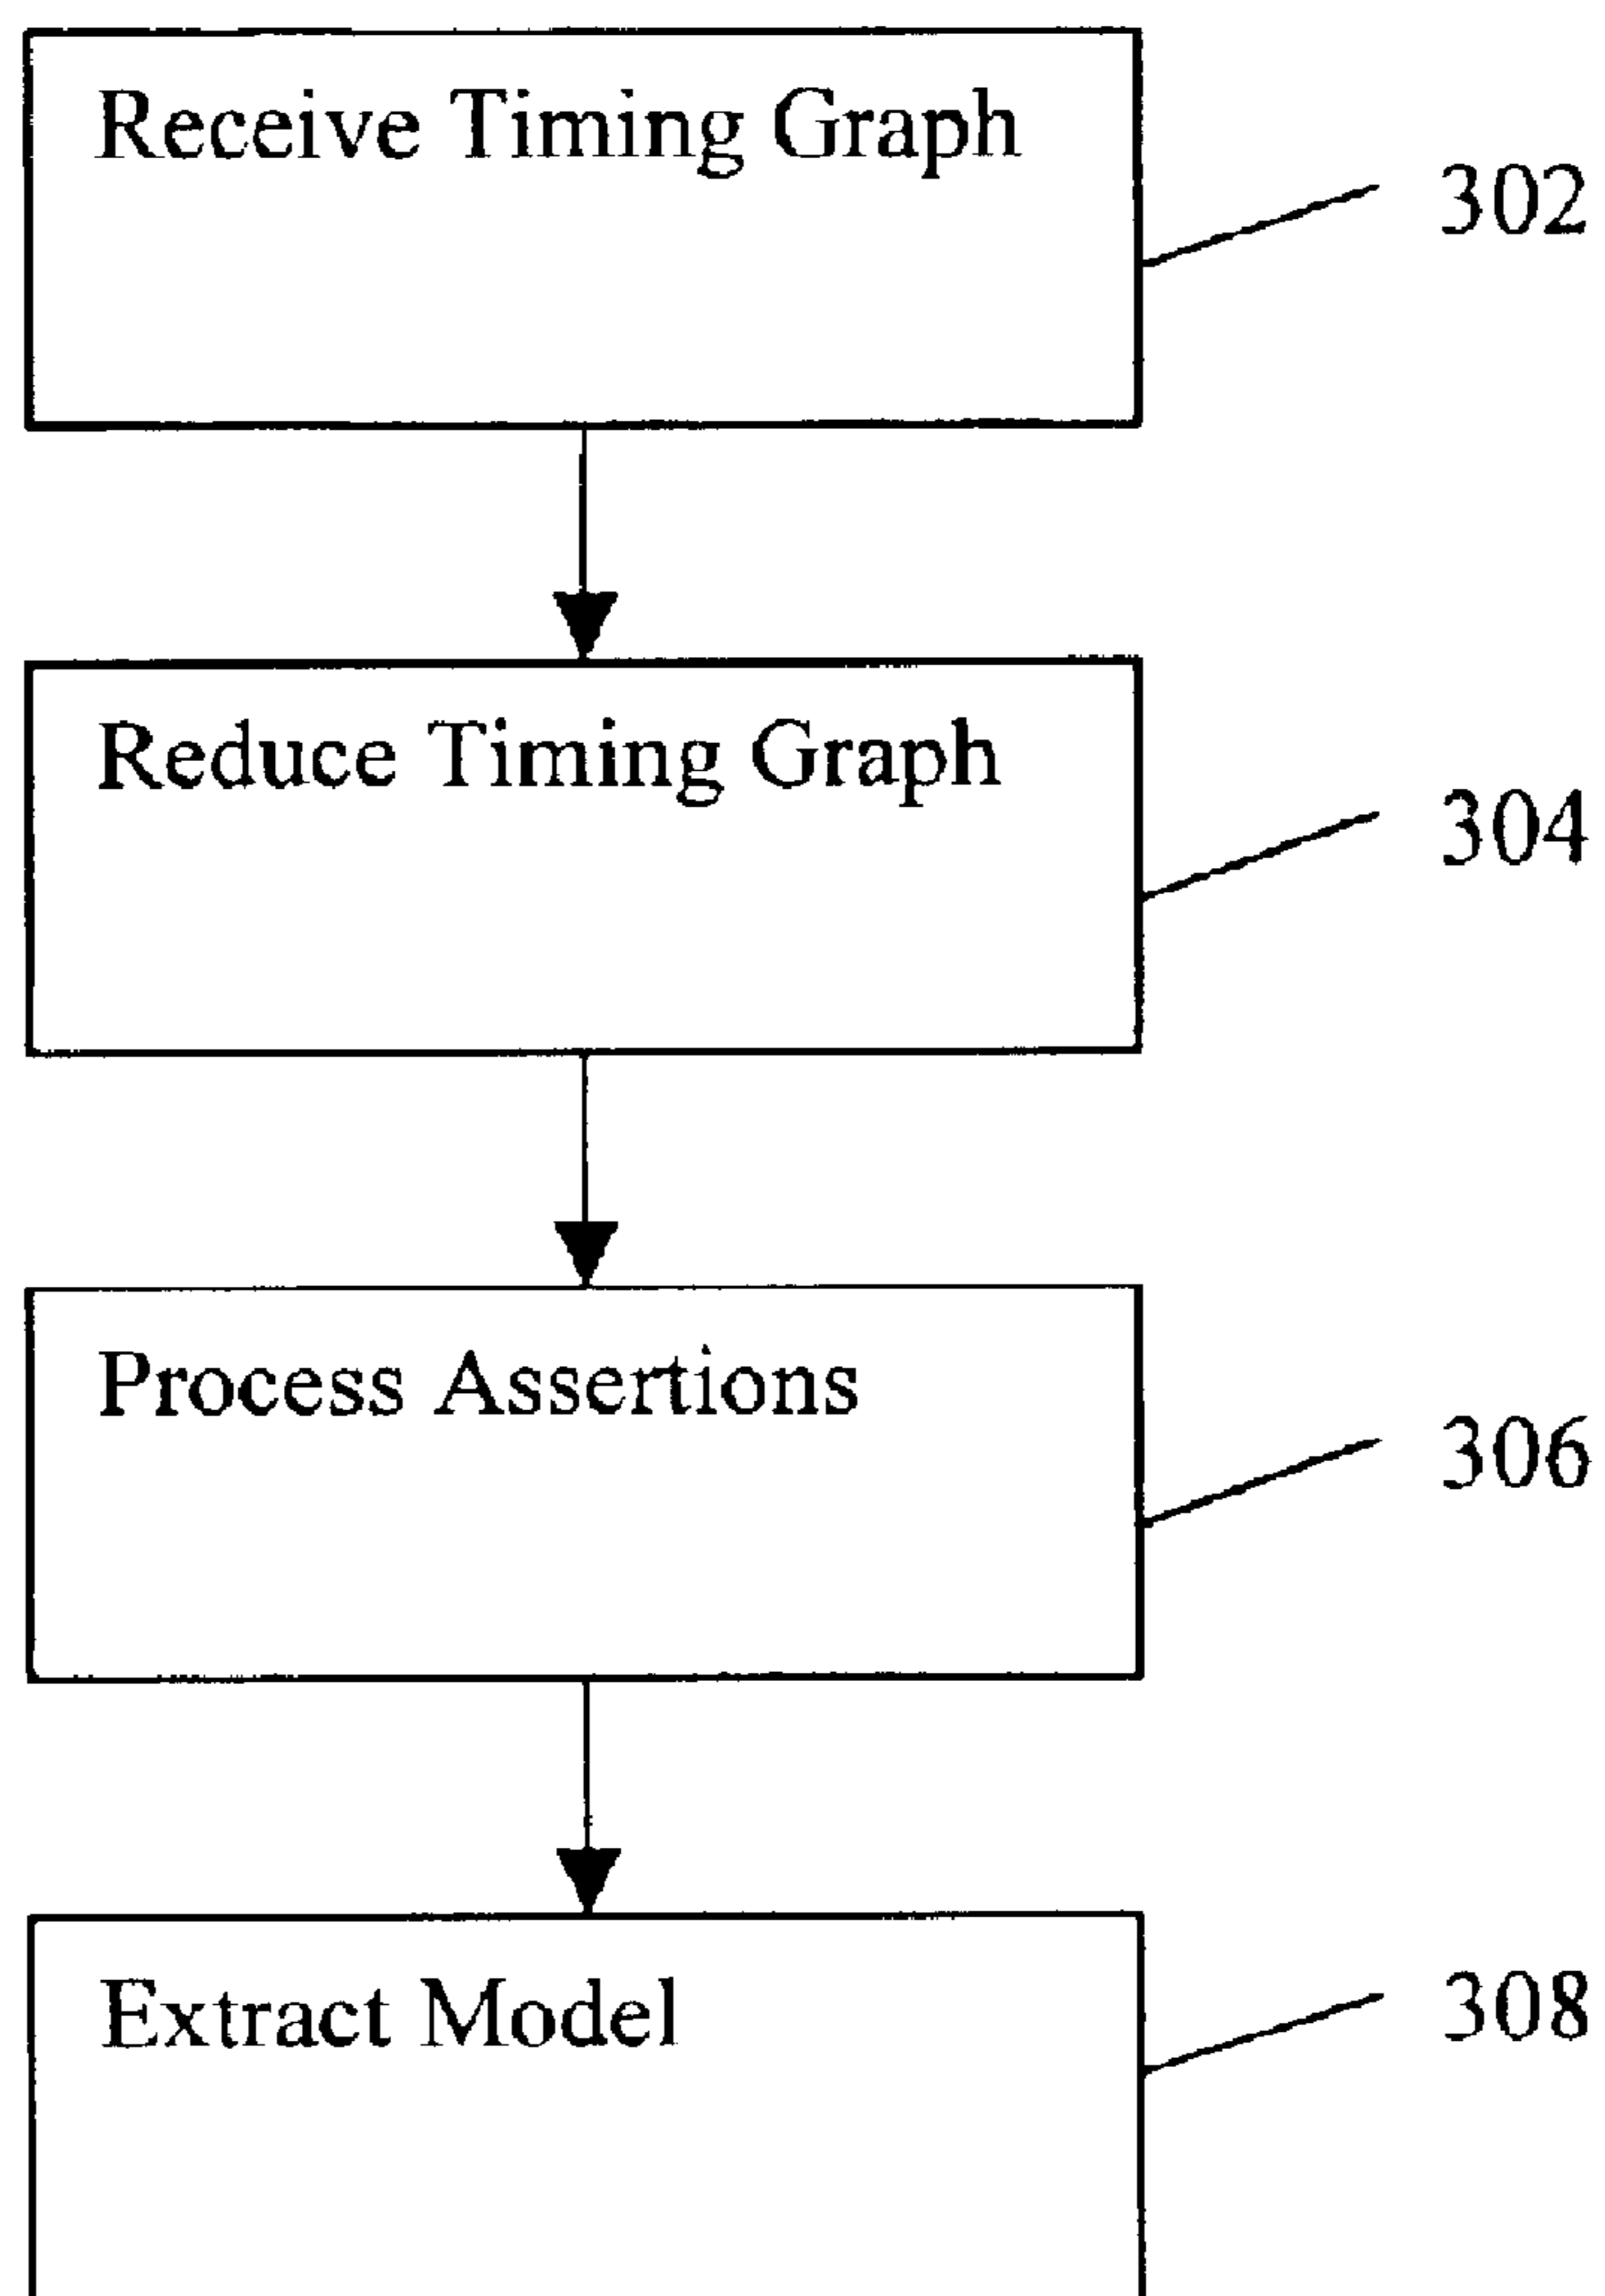 Receive Timing Graph
302
Reduce Timing Graph
304
Process Assertions
306
Extract Model
308